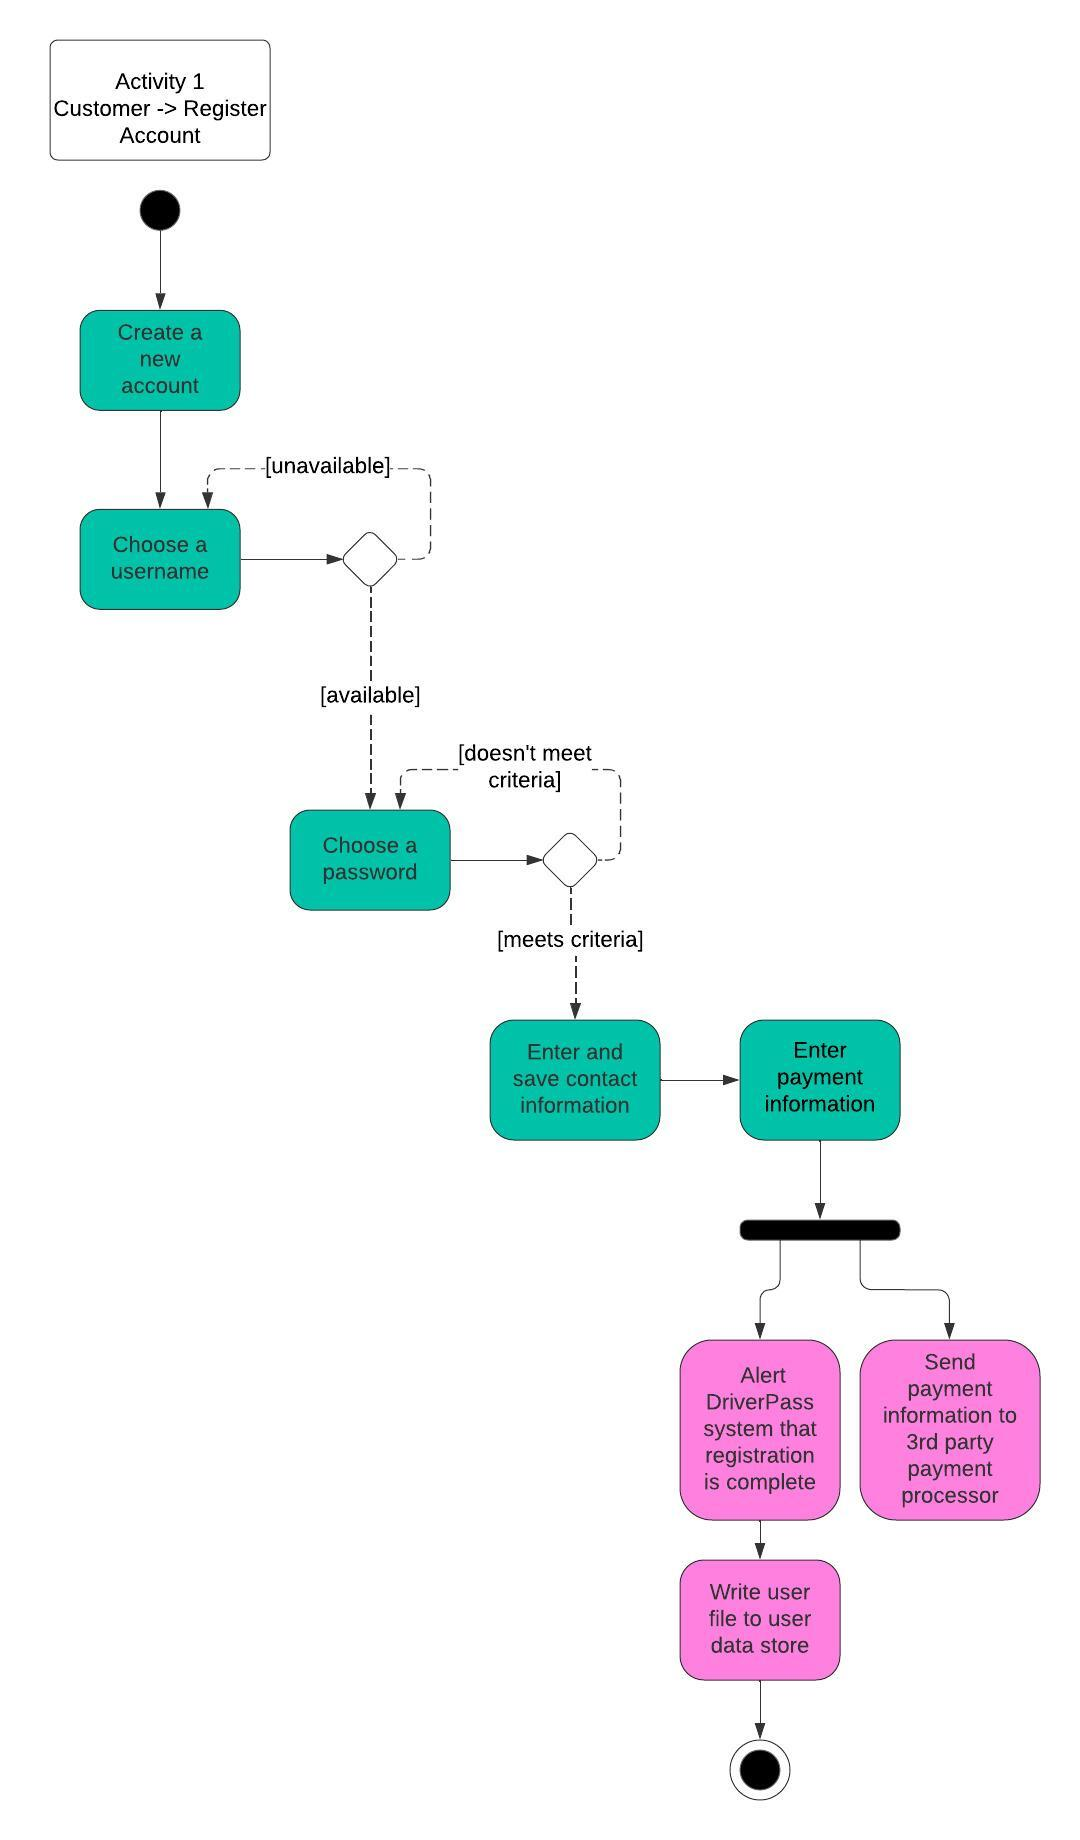 Activity 1
Customer -> Register
Account
Create a
new
account
[unavailable]
Choose a
username
[available]
[doesn't meet
criteria]
Choose a
password
[meets criteria]
Enter and
save contact
information
Enter
payment
information
Alert
DriverPass
system that
registration
is complete
Send
payment
information to
3rd party
payment
processor
Write user
file to user
data store